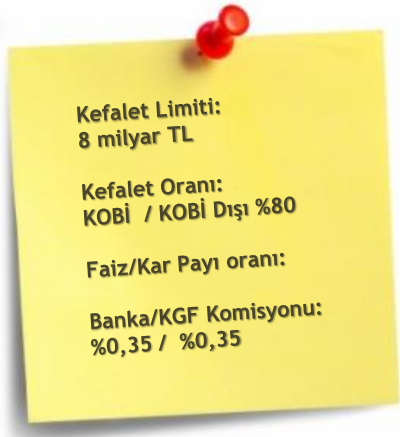 Kefalet Limiti:
8 milyar TL
Kefalet Oranı:
KOBİ / KOBİ Dışı %80
Faiz/Kar Payı oranı:
Banka/KGF Komisyonu:
%0,35 / %0,35